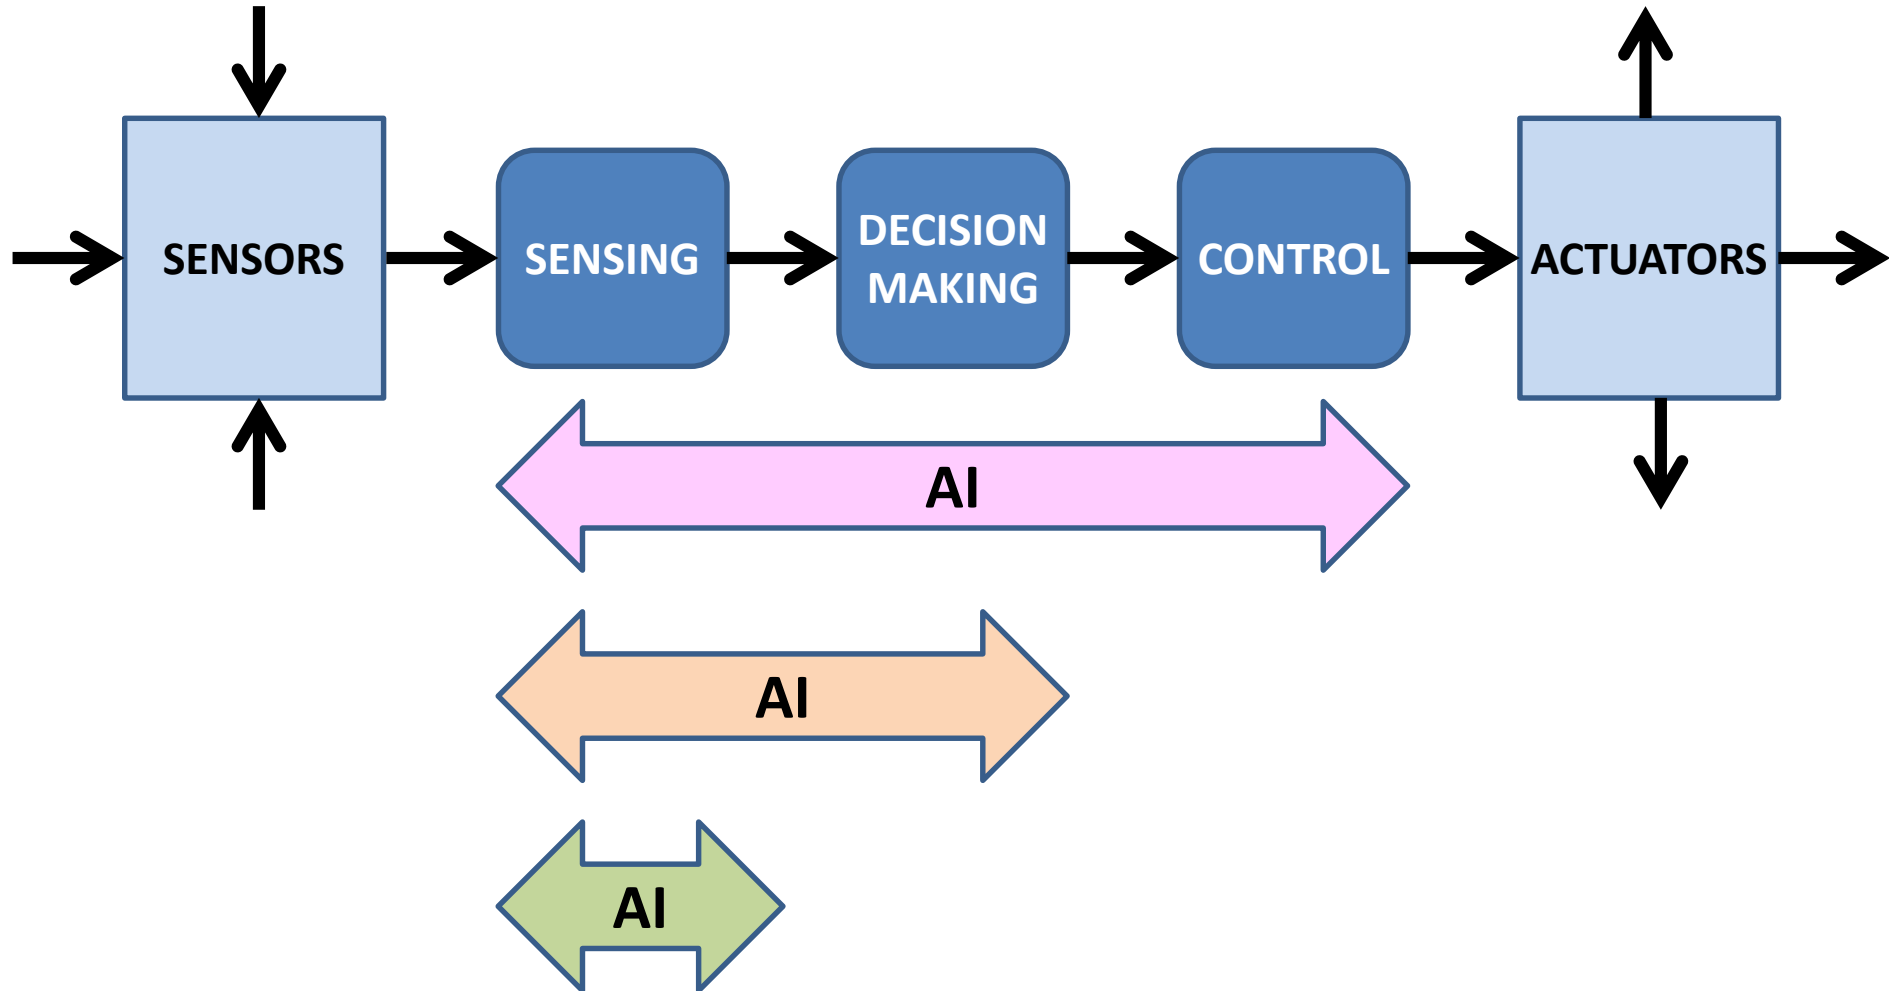 SENSORS
SENSING
DECISION
MAKING
CONTROL
ACTUATORS
AI
AI
AI